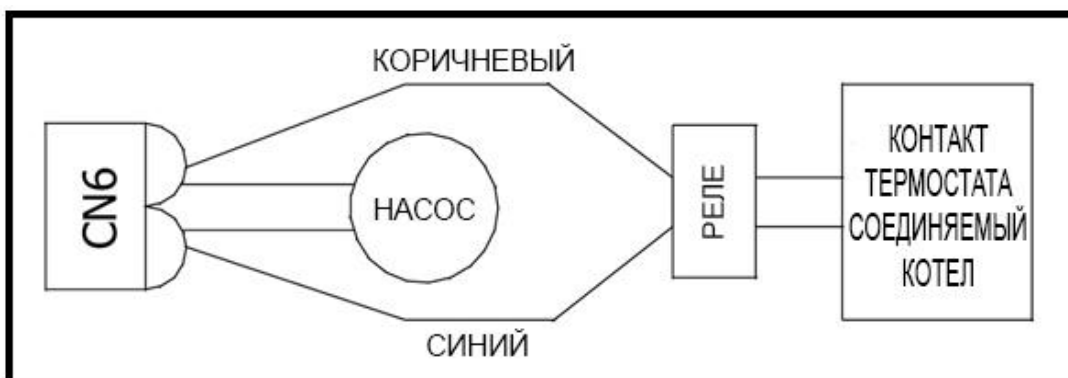 КОРИЧНЕВЫЙ
CN6
НАСОС
РЕЛЕ
КОНТАКТ
ТЕРМОСТАТА
СОЕДИНЯЕМЫЙ
КОТЕЛ
СИНИЙ